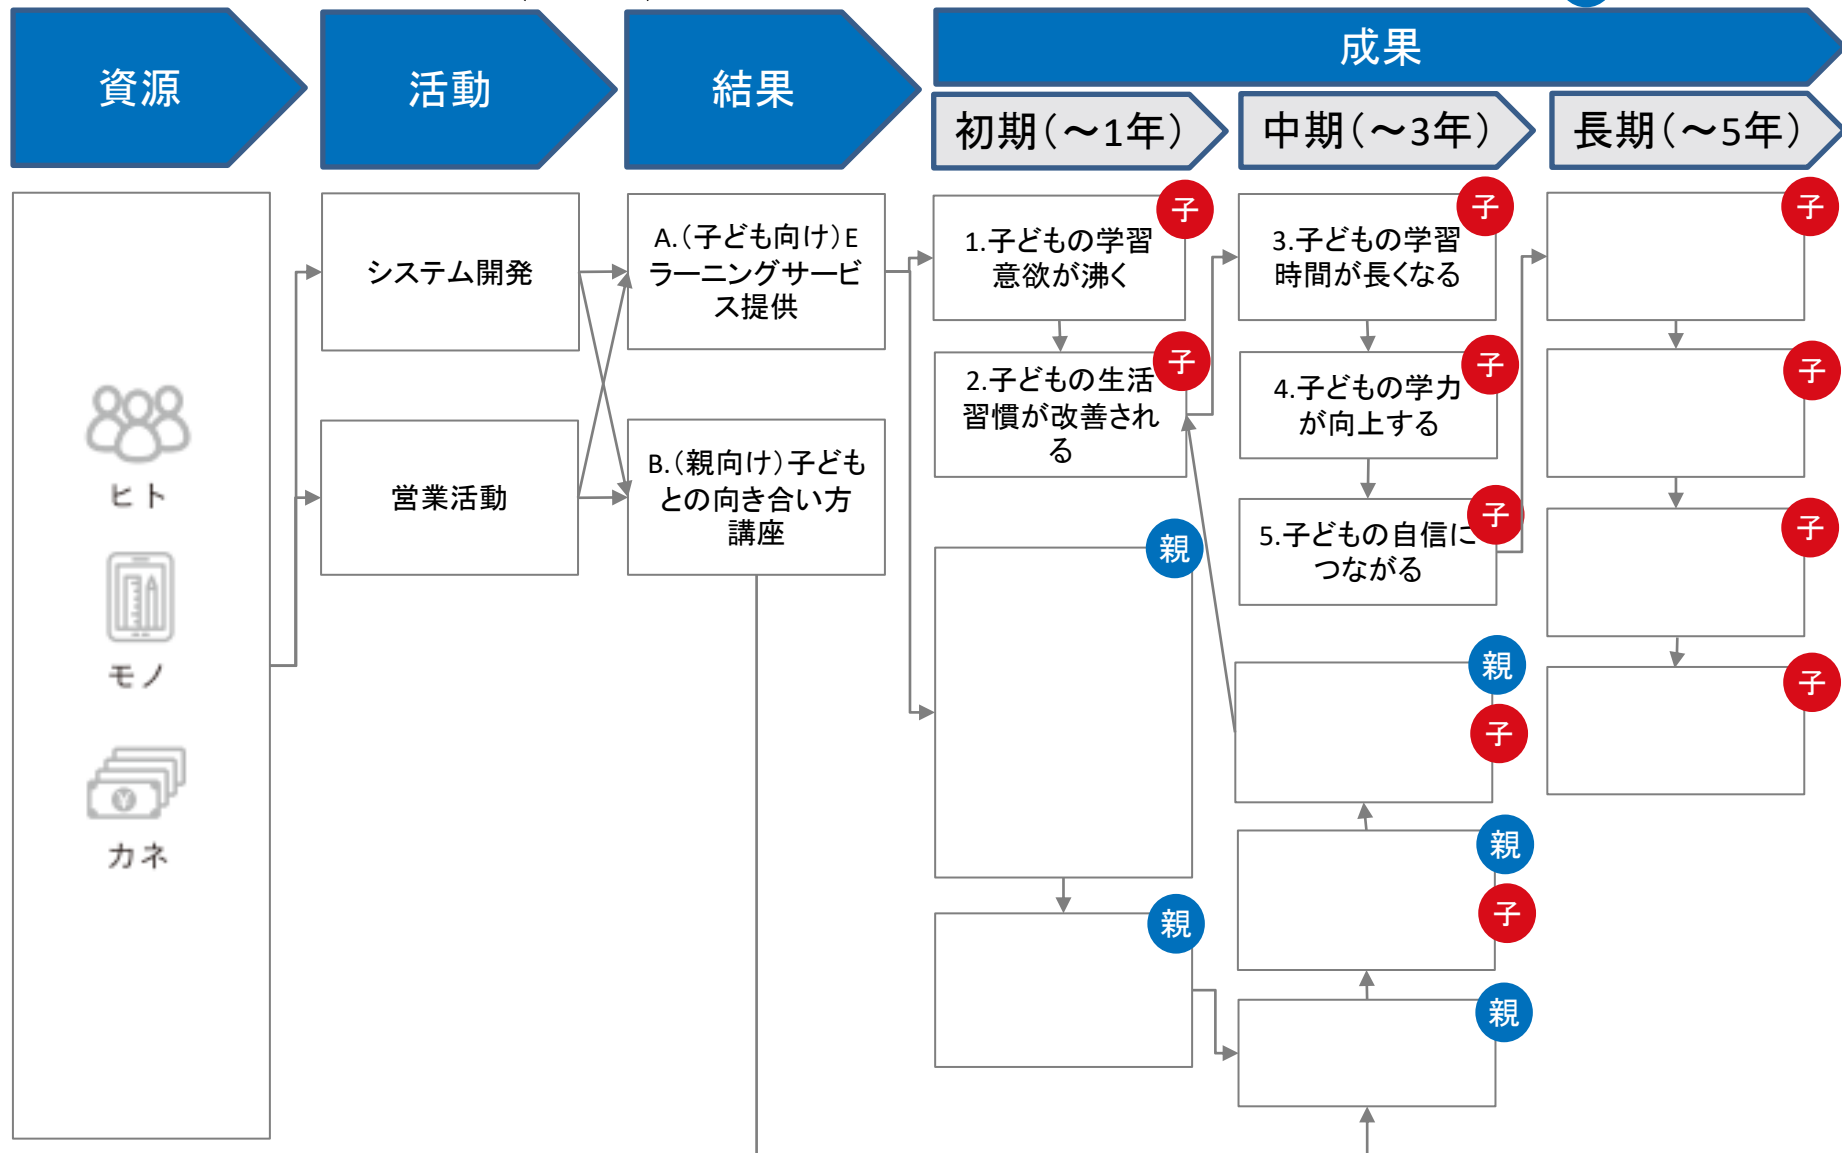 資源
活動
結果
成果
初期（～1年）
中期（～3年）
長期（～5年）
ヒト
モノ
カネ
システム開発
営業活動
A.（子ども向け）E
ラーニングサービ
ス提供
B.（親向け）子ども
との向き合い方
講座
子
1.子どもの学習
意欲が沸く
子
2.子どもの生活
習慣が改善され
る
親
親
子
3.子どもの学習
時間が長くなる
子
4.子どもの学力
が向上する
子
5.子どもの自信に
つながる
親
子
親
子
親
子
子
子
子